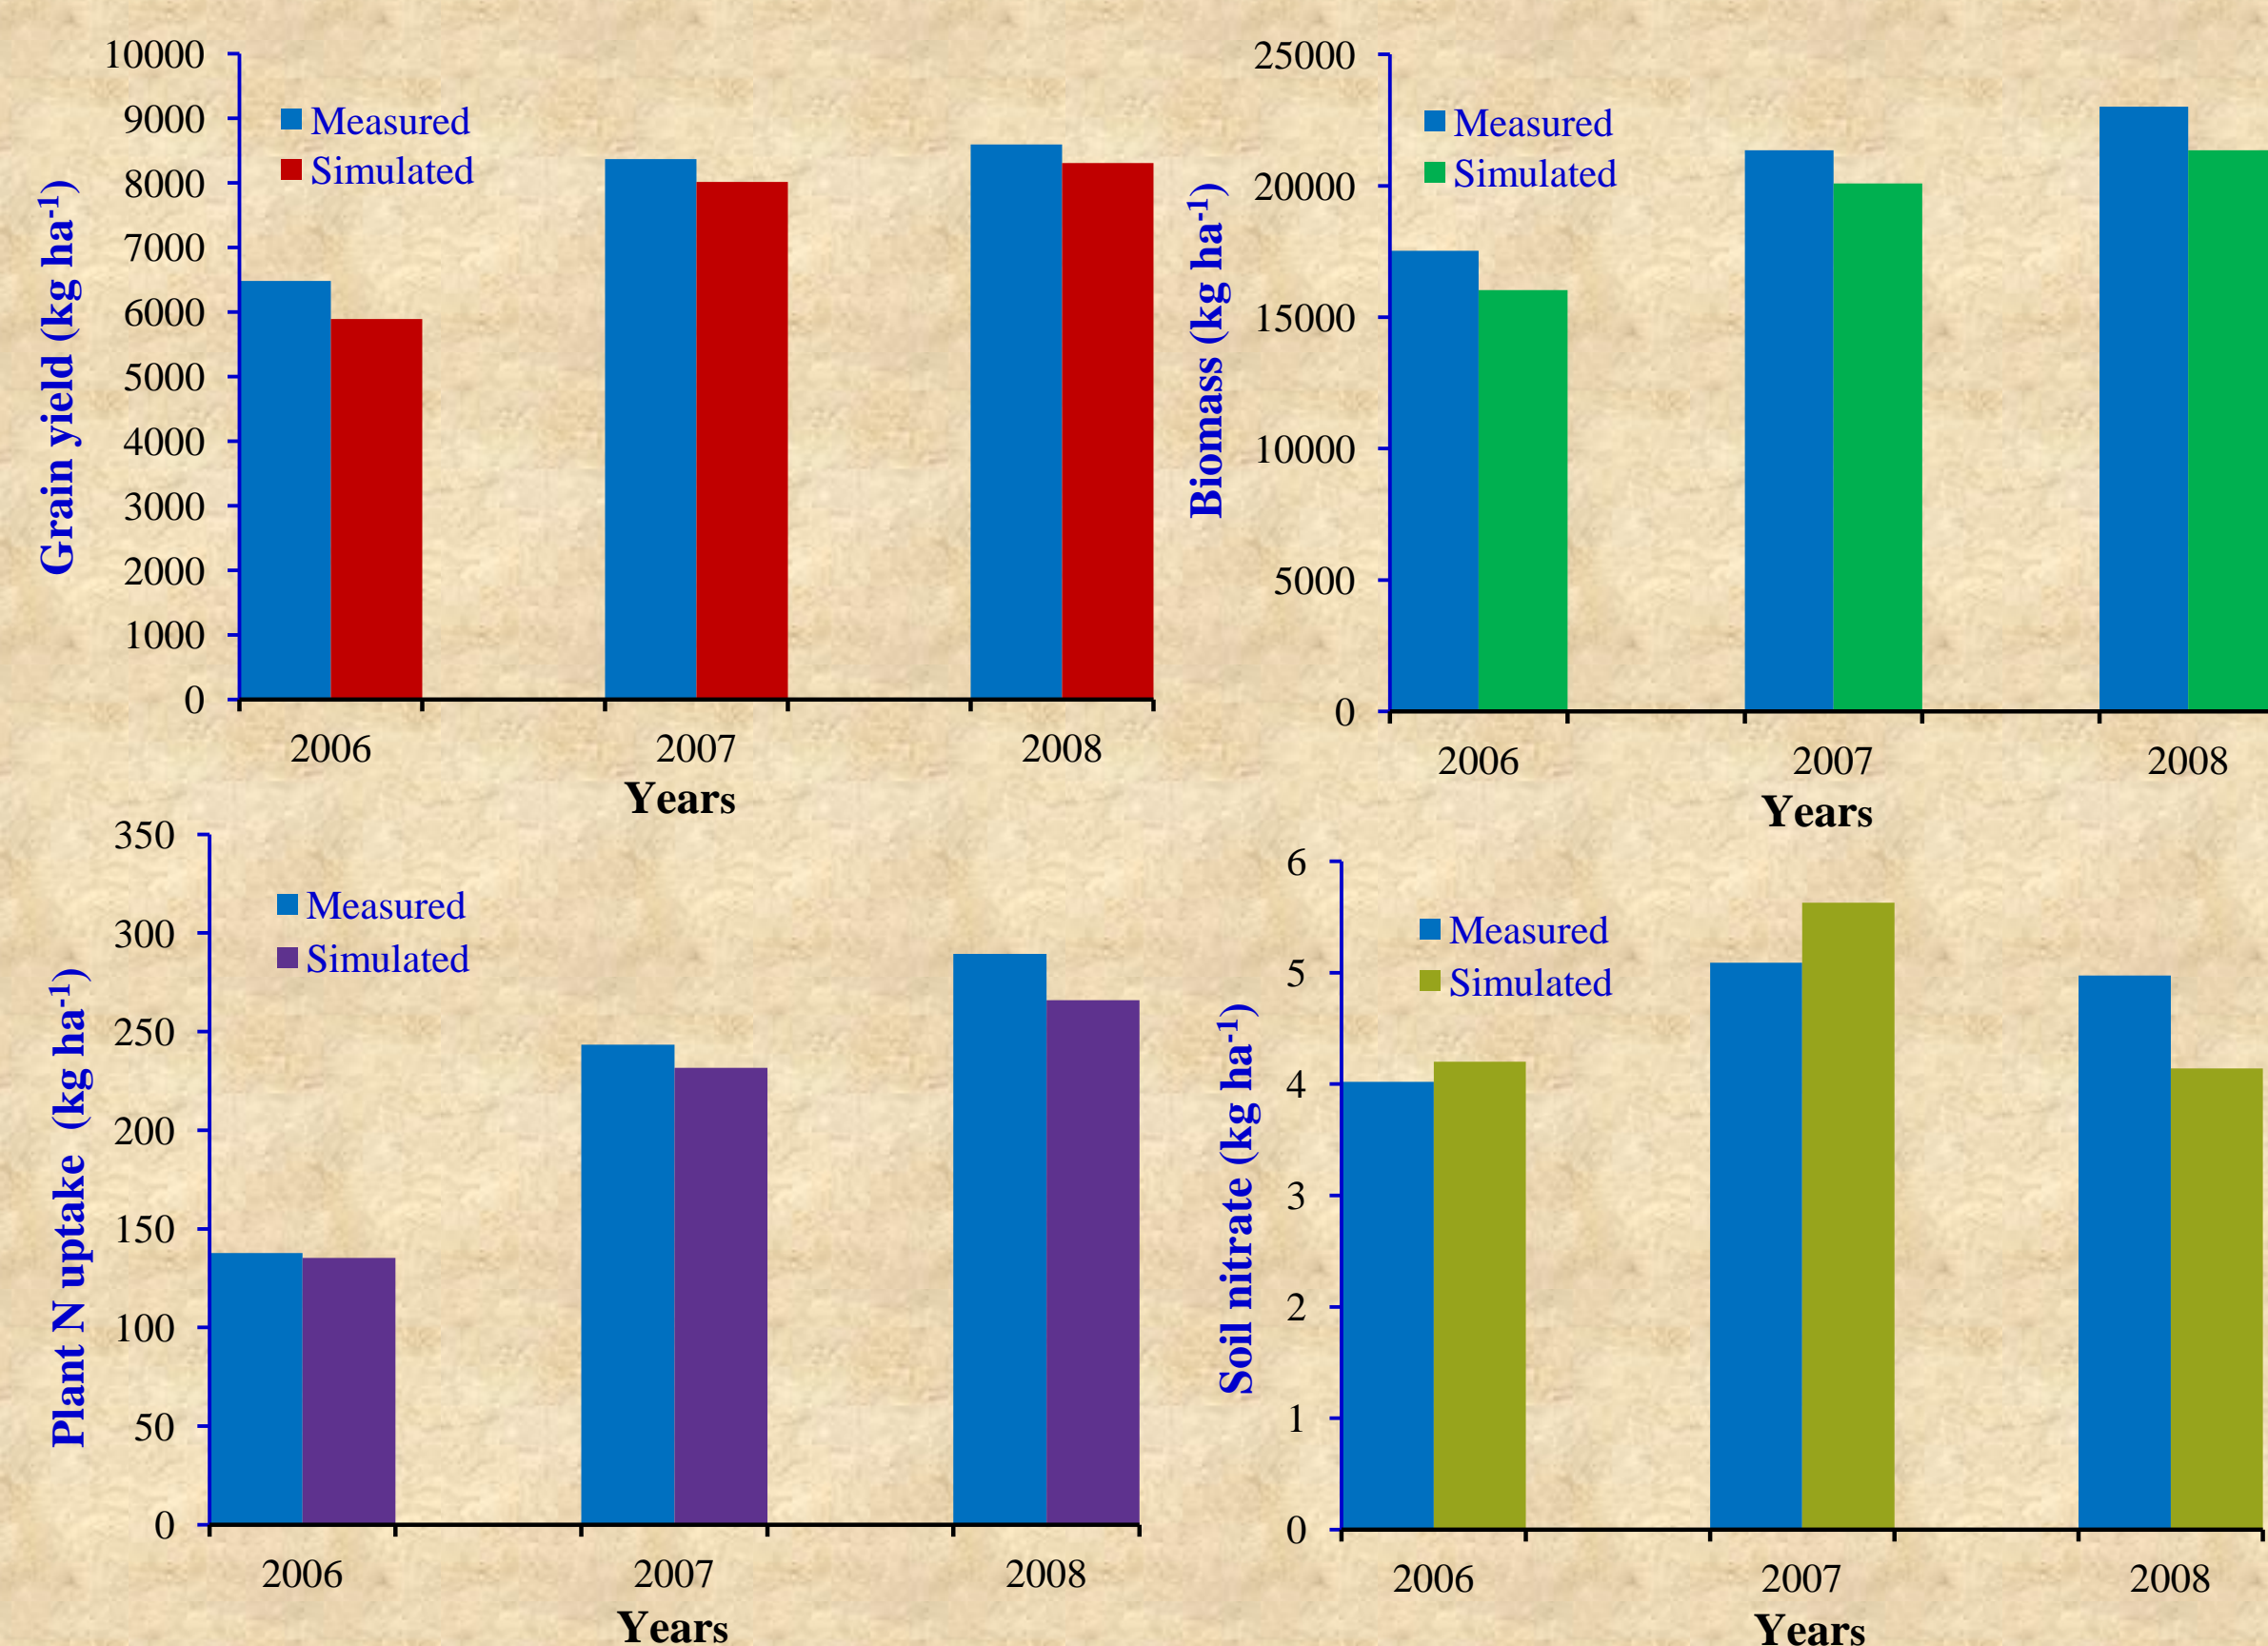 10000
9000
8000
7000
6000
5000
4000
3000
2000
1000
0
Grain yield (kg ha-1)
Measured
Simulated
2006 2007 2008
Years
25000
20000
15000
10000
5000
0
Biomass (kg ha-1)
Measured
Simulated
2006 2007 2008
Years
350
300
250
200
150
100
50
0
Plant N uptake (kg ha-1)
Measured
Simulated
2006 2007 2008
Years
6
5
4
3
2
1
0
Soil nitrate (kg ha-1)
Measured
Simulated
2006 2007 2008
Years